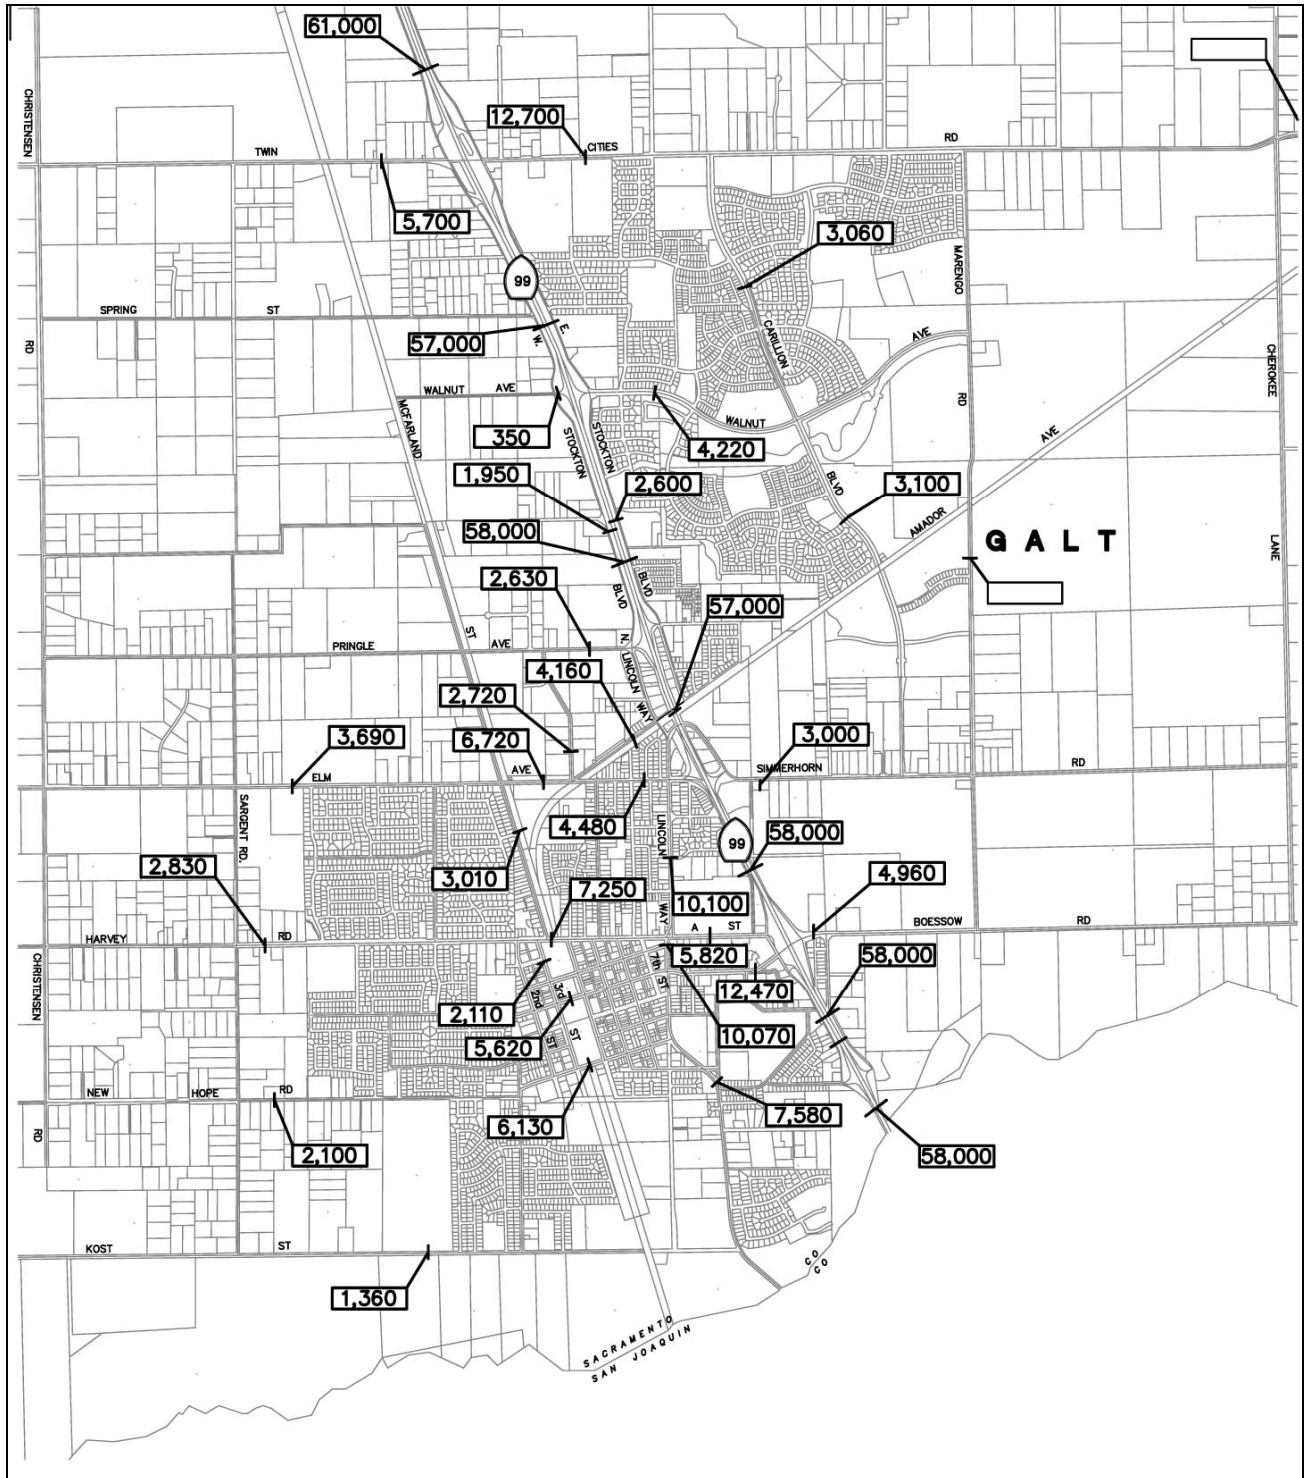 61,000
12,700
TWIN
CITIES
RD
CHRISTENSEN
5,700
3,060
MARENGO
99
SPRING
ST
E.
W.
57,000
CARILLION
AVE
RD
CHEROKEE
WALNUT AVE
MCFARLAND
RD
350
STOCKTON
STOCKTON
WALNUT
4,220
AVE
1,950
2,600
BLVD
3,100
58,000
AMADOR
GALT
LANE
2,630
BLVD
BLVD
57,000
ST
PRINGLE
AVE
N. LINCOLN WAY
4,160
2,720
3,690
6,720
3,000
ELM
AVE
SIMMERHORN
RD
SARGENT RD.
4,480
LINCOLN
58,000
99
2,830
3,010
7,250
4,960
10,100
WAY
A ST
BOESSOW
RD
HARVEY
RD
5,820
7th ST
58,000
CHRISTENSEN
12,470
2,110
2nd
3rd
10,070
5,620
ST
ST
NEW
HOPE
RD
6,130
7,580
RD
2,100
58,000
KOST
ST
CO
CO
1,360
SACRAMENTO
SAN JOAQUIN